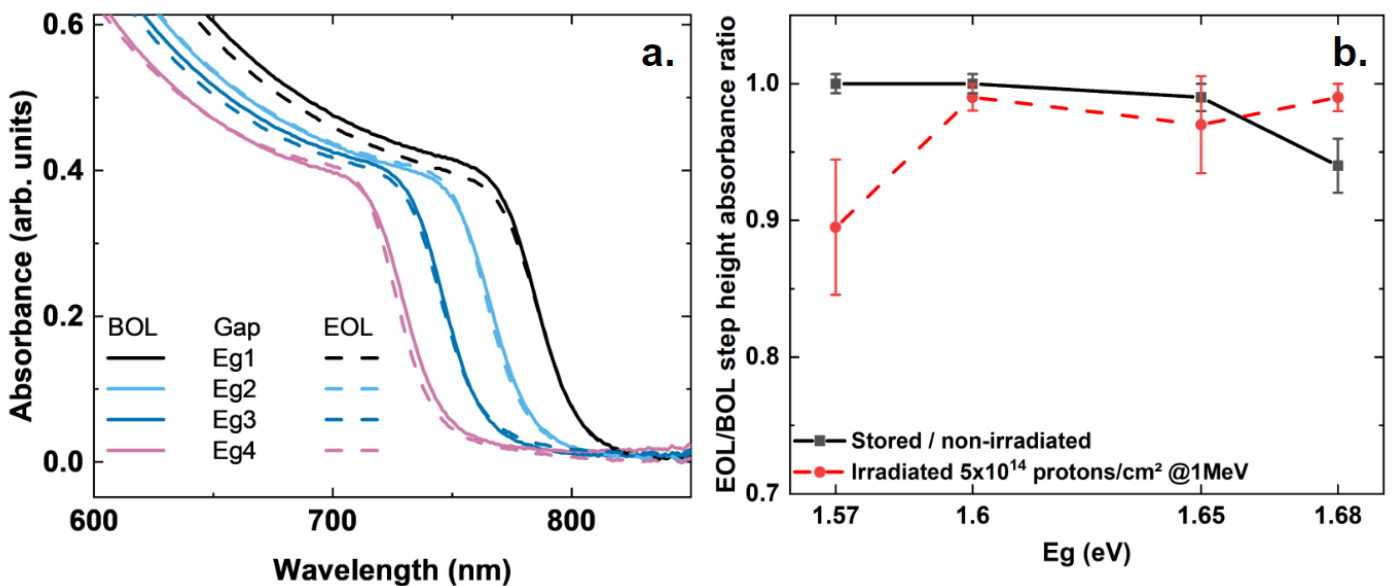 a.
0.6
0.4
0.2
0.0
Absorbance (arb. units)
BOL Gap EOL
Eg1
Eg2
Eg3
Eg4
600 700 800
Wavelength (nm)
b.
1.0
0.9
0.8
0.7
EOL/BOL step height absorbance ratio
Stored / non-irradiated
Irradiated 5x10¹⁴ protons/cm² @1MeV
1.57 1.6 1.65 1.68
Eg (eV)